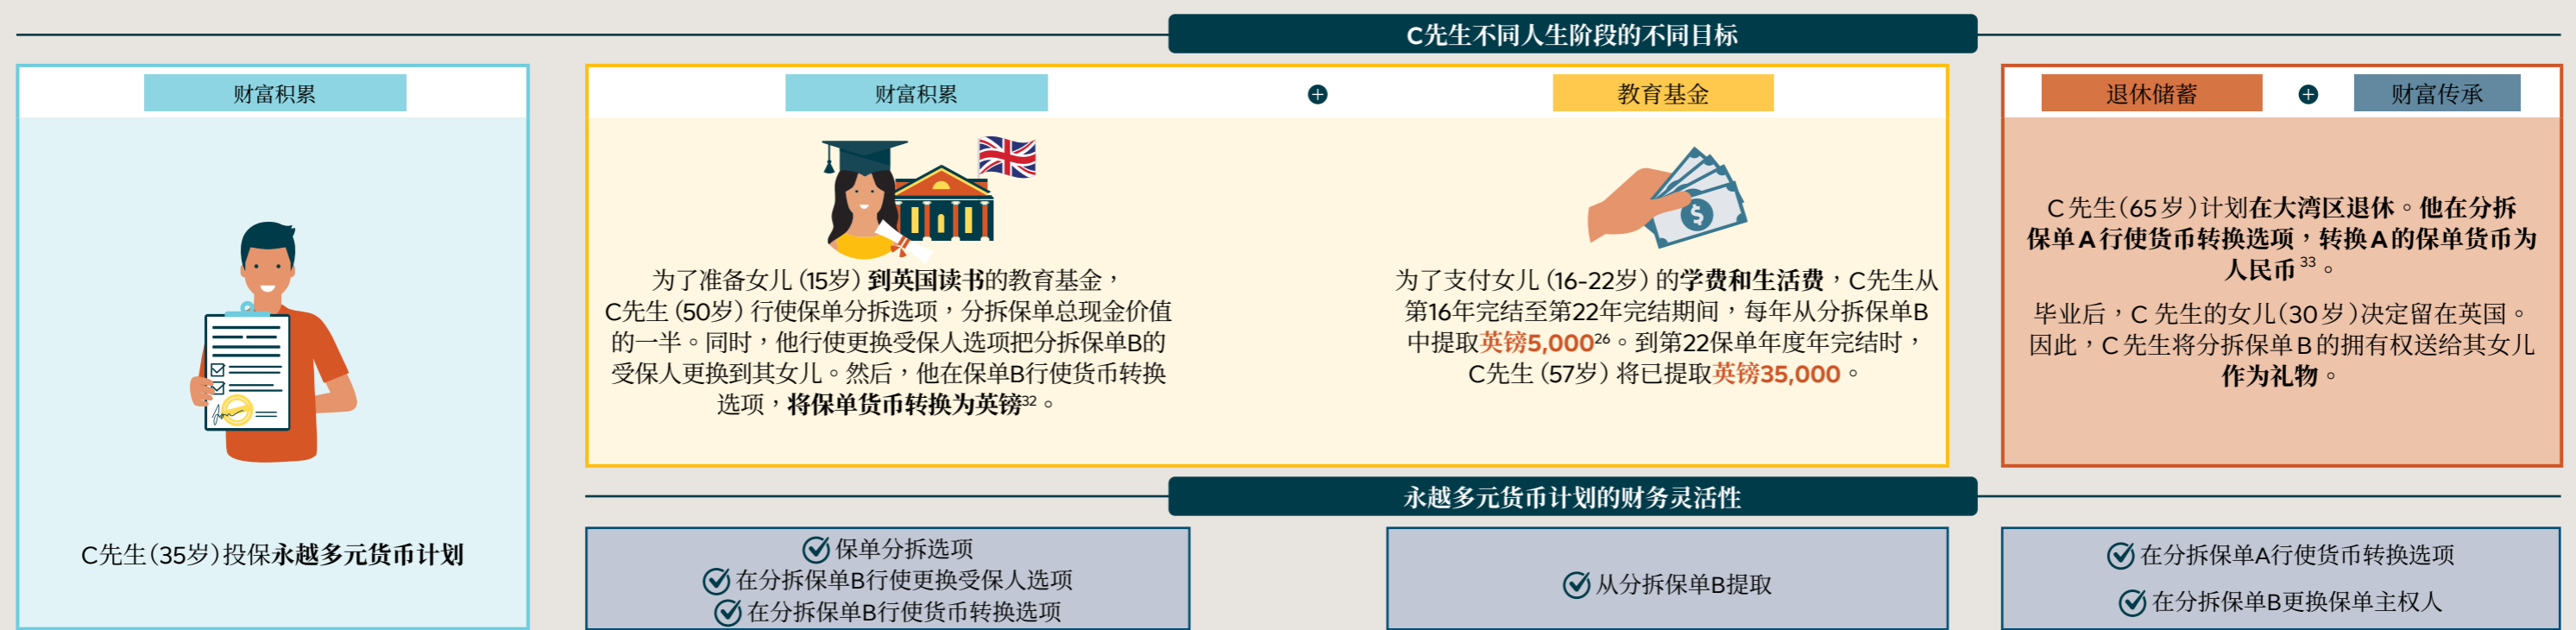 C先生不同人生阶段的不同目标
财富积累
C先生(35岁)投保永越多元货币计划
财富积累
教育基金
为了准备女儿 (15岁) 到英国读书的教育基金，
C先生 (50岁) 行使保单分拆选项，分拆保单总现金价值
的一半。同时，他行使更换受保人选项把分拆保单B的
受保人更换到其女儿。然后，他在保单B行使货币转换
选项，将保单货币转换为英镑32。
为了支付女儿 (16-22岁) 的学费和生活费，C先生从
第16年完结至第22年完结期间，每年从分拆保单B
中提取英镑5,00026。到第22保单年度年完结时，
C先生 (57岁) 将已提取英镑35,000。
退休储蓄
财富传承
C先生(65岁)计划在大湾区退休。他在分拆
保单A行使货币转换选项，转换A的保单货币为
人民币33。
毕业后，C 先生的女儿(30岁)决定留在英国。
因此，C先生将分拆保单B的拥有权送给其女儿
作为礼物。
永越多元货币计划的财务灵活性
保单分拆选项
在分拆保单B行使更换受保人选项
在分拆保单B行使货币转换选项
从分拆保单B提取
在分拆保单A行使货币转换选项
在分拆保单B更换保单主权人